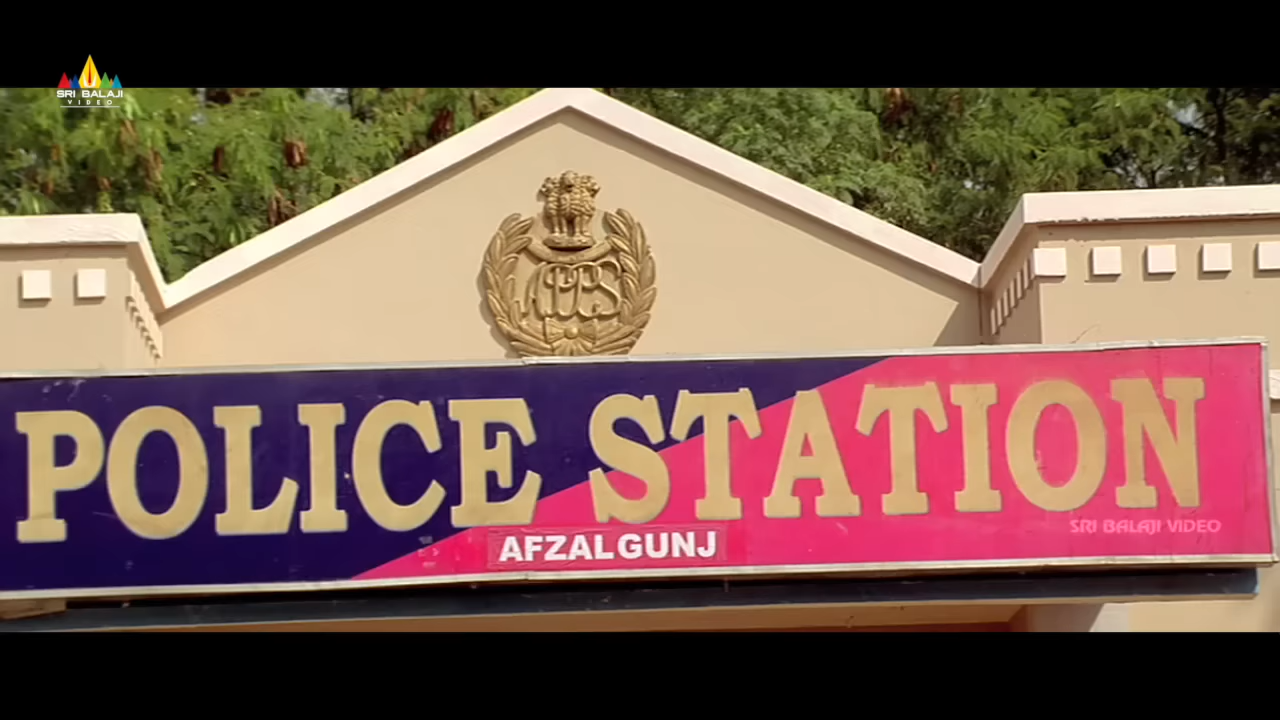 SRI BALAJI
VIDEO
POLICE STATION
SRI BALAJI VIDEO
AFZALGUNJ